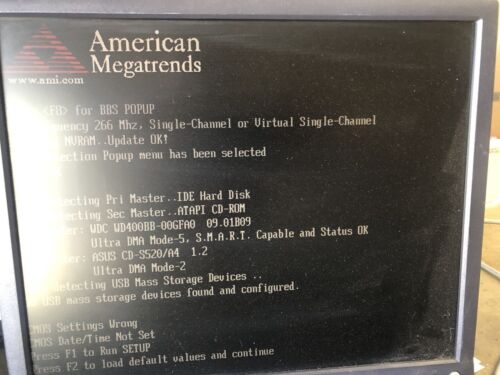 American
Megatrends
www.ami.com
<F8> for BBS POPUP
266 Mhz, Single-Channel or Virtual Single-Channel
NVRAM..Update OK!
Popup menu has been selected
Pri Master..IDE Hard Disk
Sec Master..ATAPI CD-ROM
WDC WD400BB-00GFA0 09.01B09
Ultra DMA Mode-5, S.M.A.R.T. Capable and Status OK
ASUS CD-S520/A4 1.2
Ultra DMA Mode-2
USB Mass Storage Devices ..
USB mass storage devices found and configured.
CMOS Settings Wrong
CMOS Date/Time Not Set
Press F1 to Run SETUP
Press F2 to load default values and continue